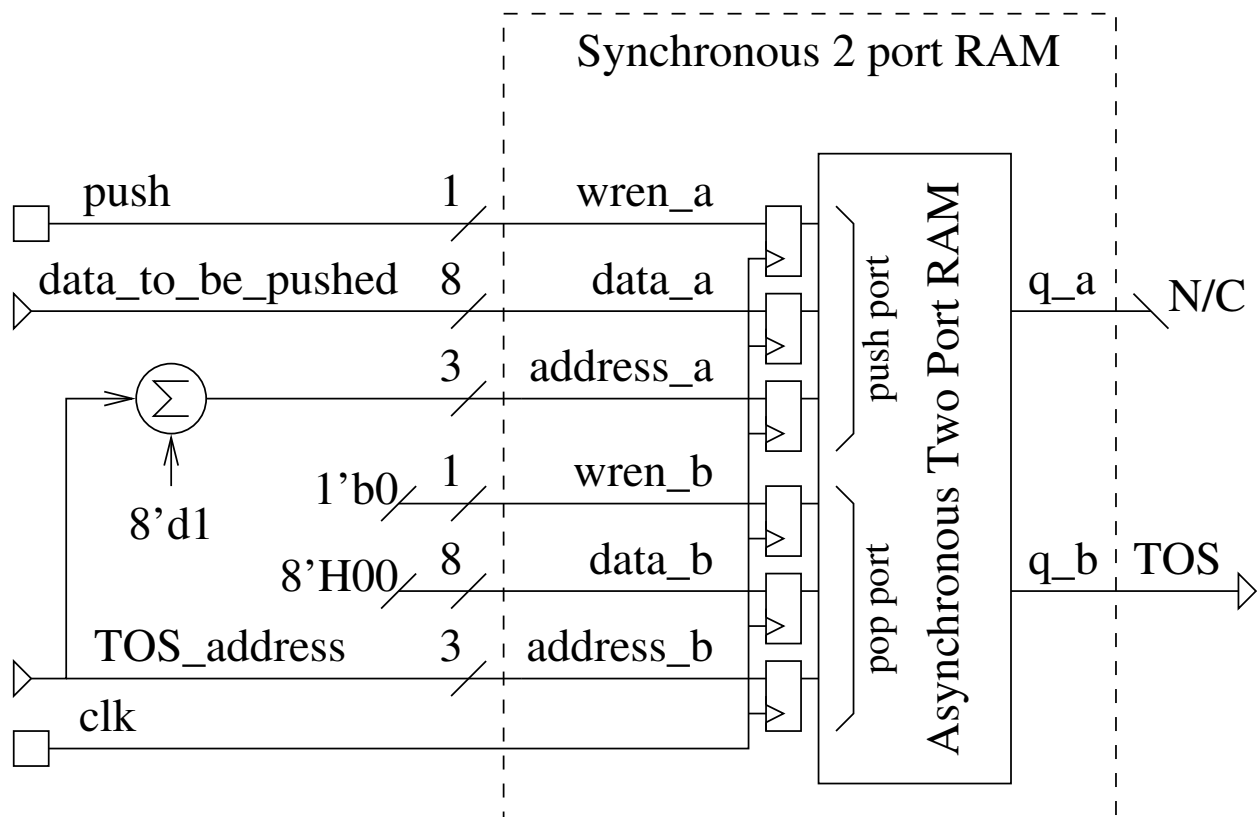 Synchronous 2 port RAM
push 1 wren_a
data_to_be_pushed 8 data_a
3 address_a
Σ
8’d1
1’b0 1 wren_b
8’H00 8 data_b
TOS_address 3 address_b
clk
push port
pop port
Asynchronous Two Port RAM
q_a N/C
q_b TOS